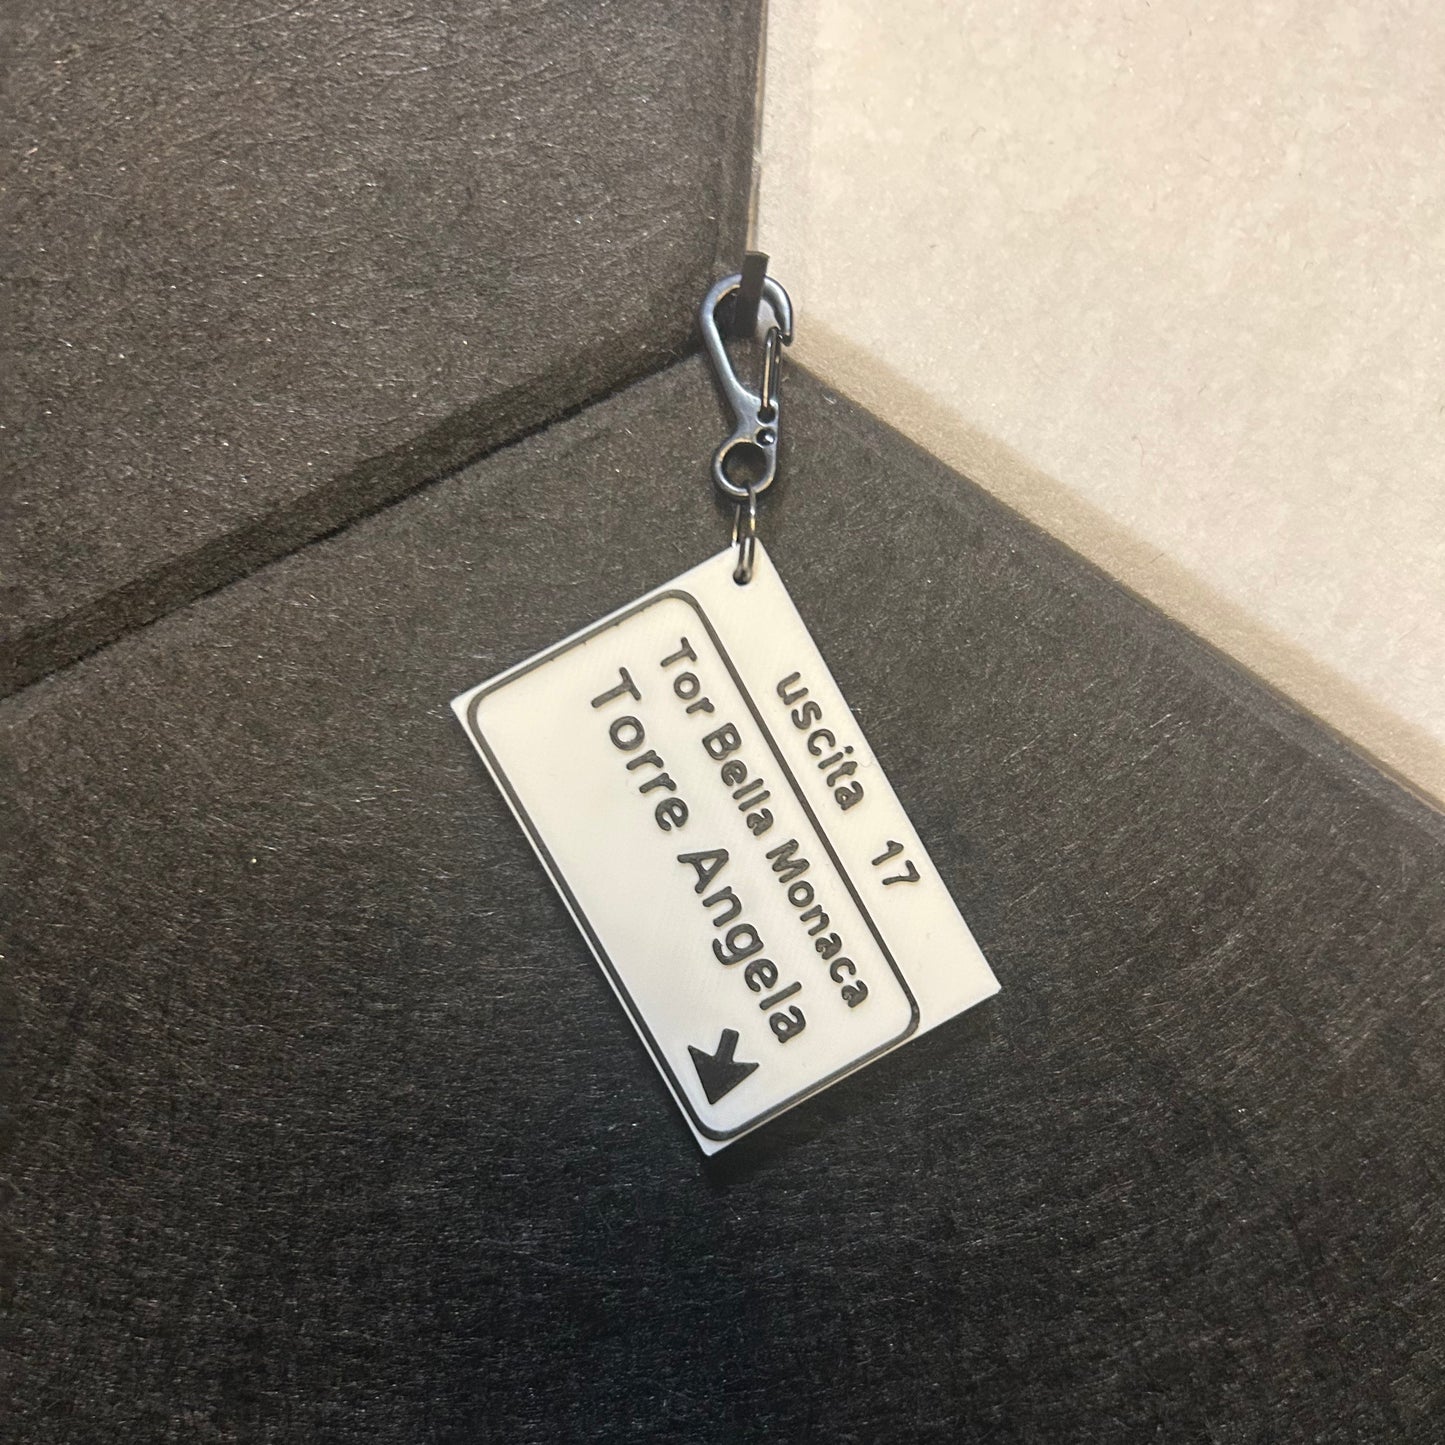 uscita 17
Tor Bella Monaca
Torre Angela